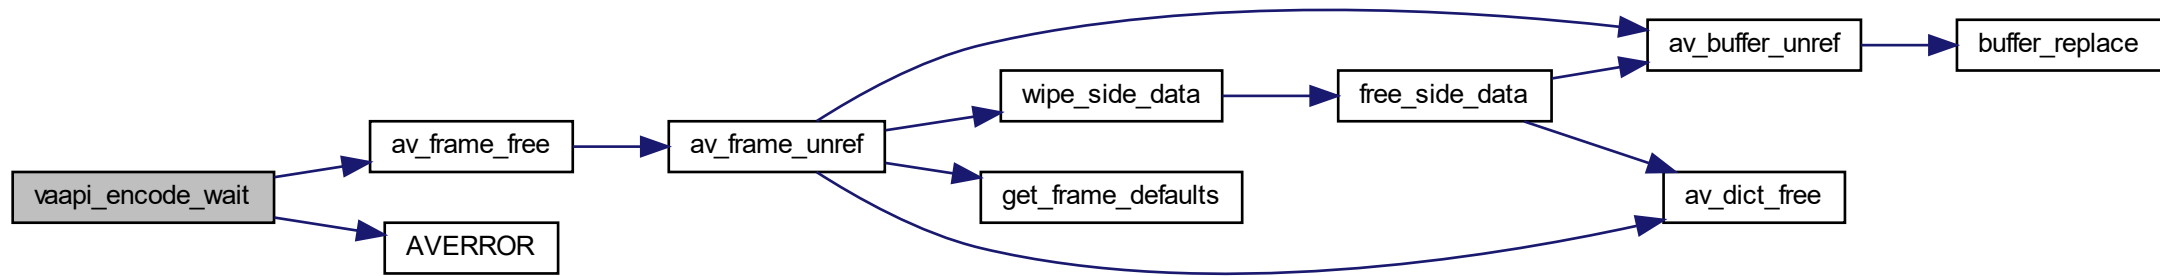 vaapi_encode_wait
av_frame_free
AVERROR
av_frame_unref
wipe_side_data
get_frame_defaults
free_side_data
av_buffer_unref
av_dict_free
buffer_replace